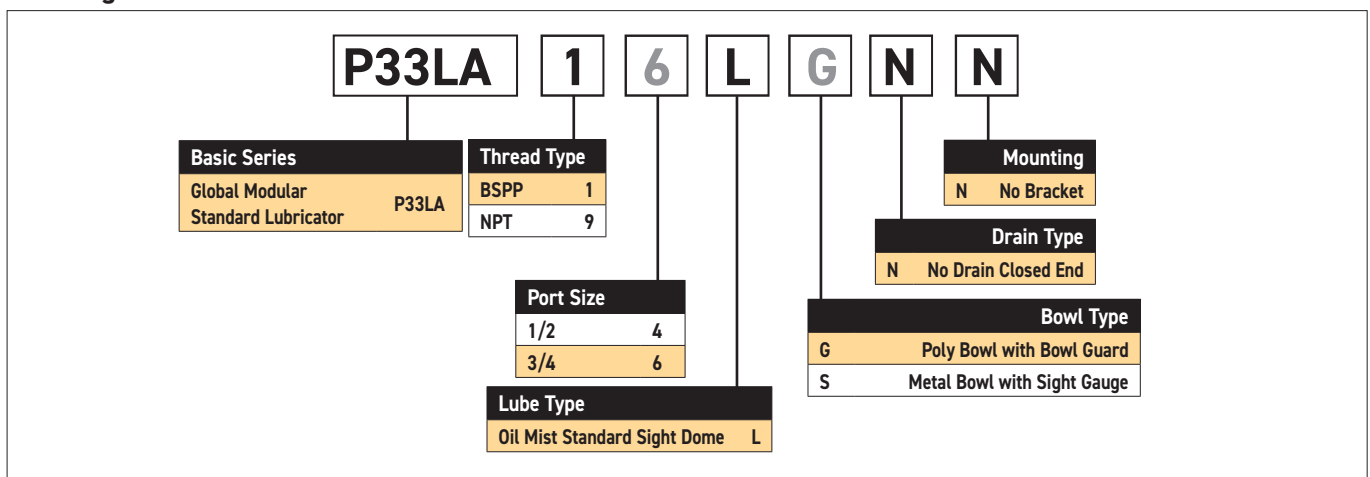 P33LA 1 6 L G N N
Basic Series
Global Modular
Standard Lubricator P33LA
Thread Type
BSPP 1
NPT 9
Mounting
N No Bracket
Drain Type
N No Drain Closed End
Port Size
1/2 4
3/4 6
Bowl Type
G Poly Bowl with Bowl Guard
S Metal Bowl with Sight Gauge
Lube Type
Oil Mist Standard Sight Dome L